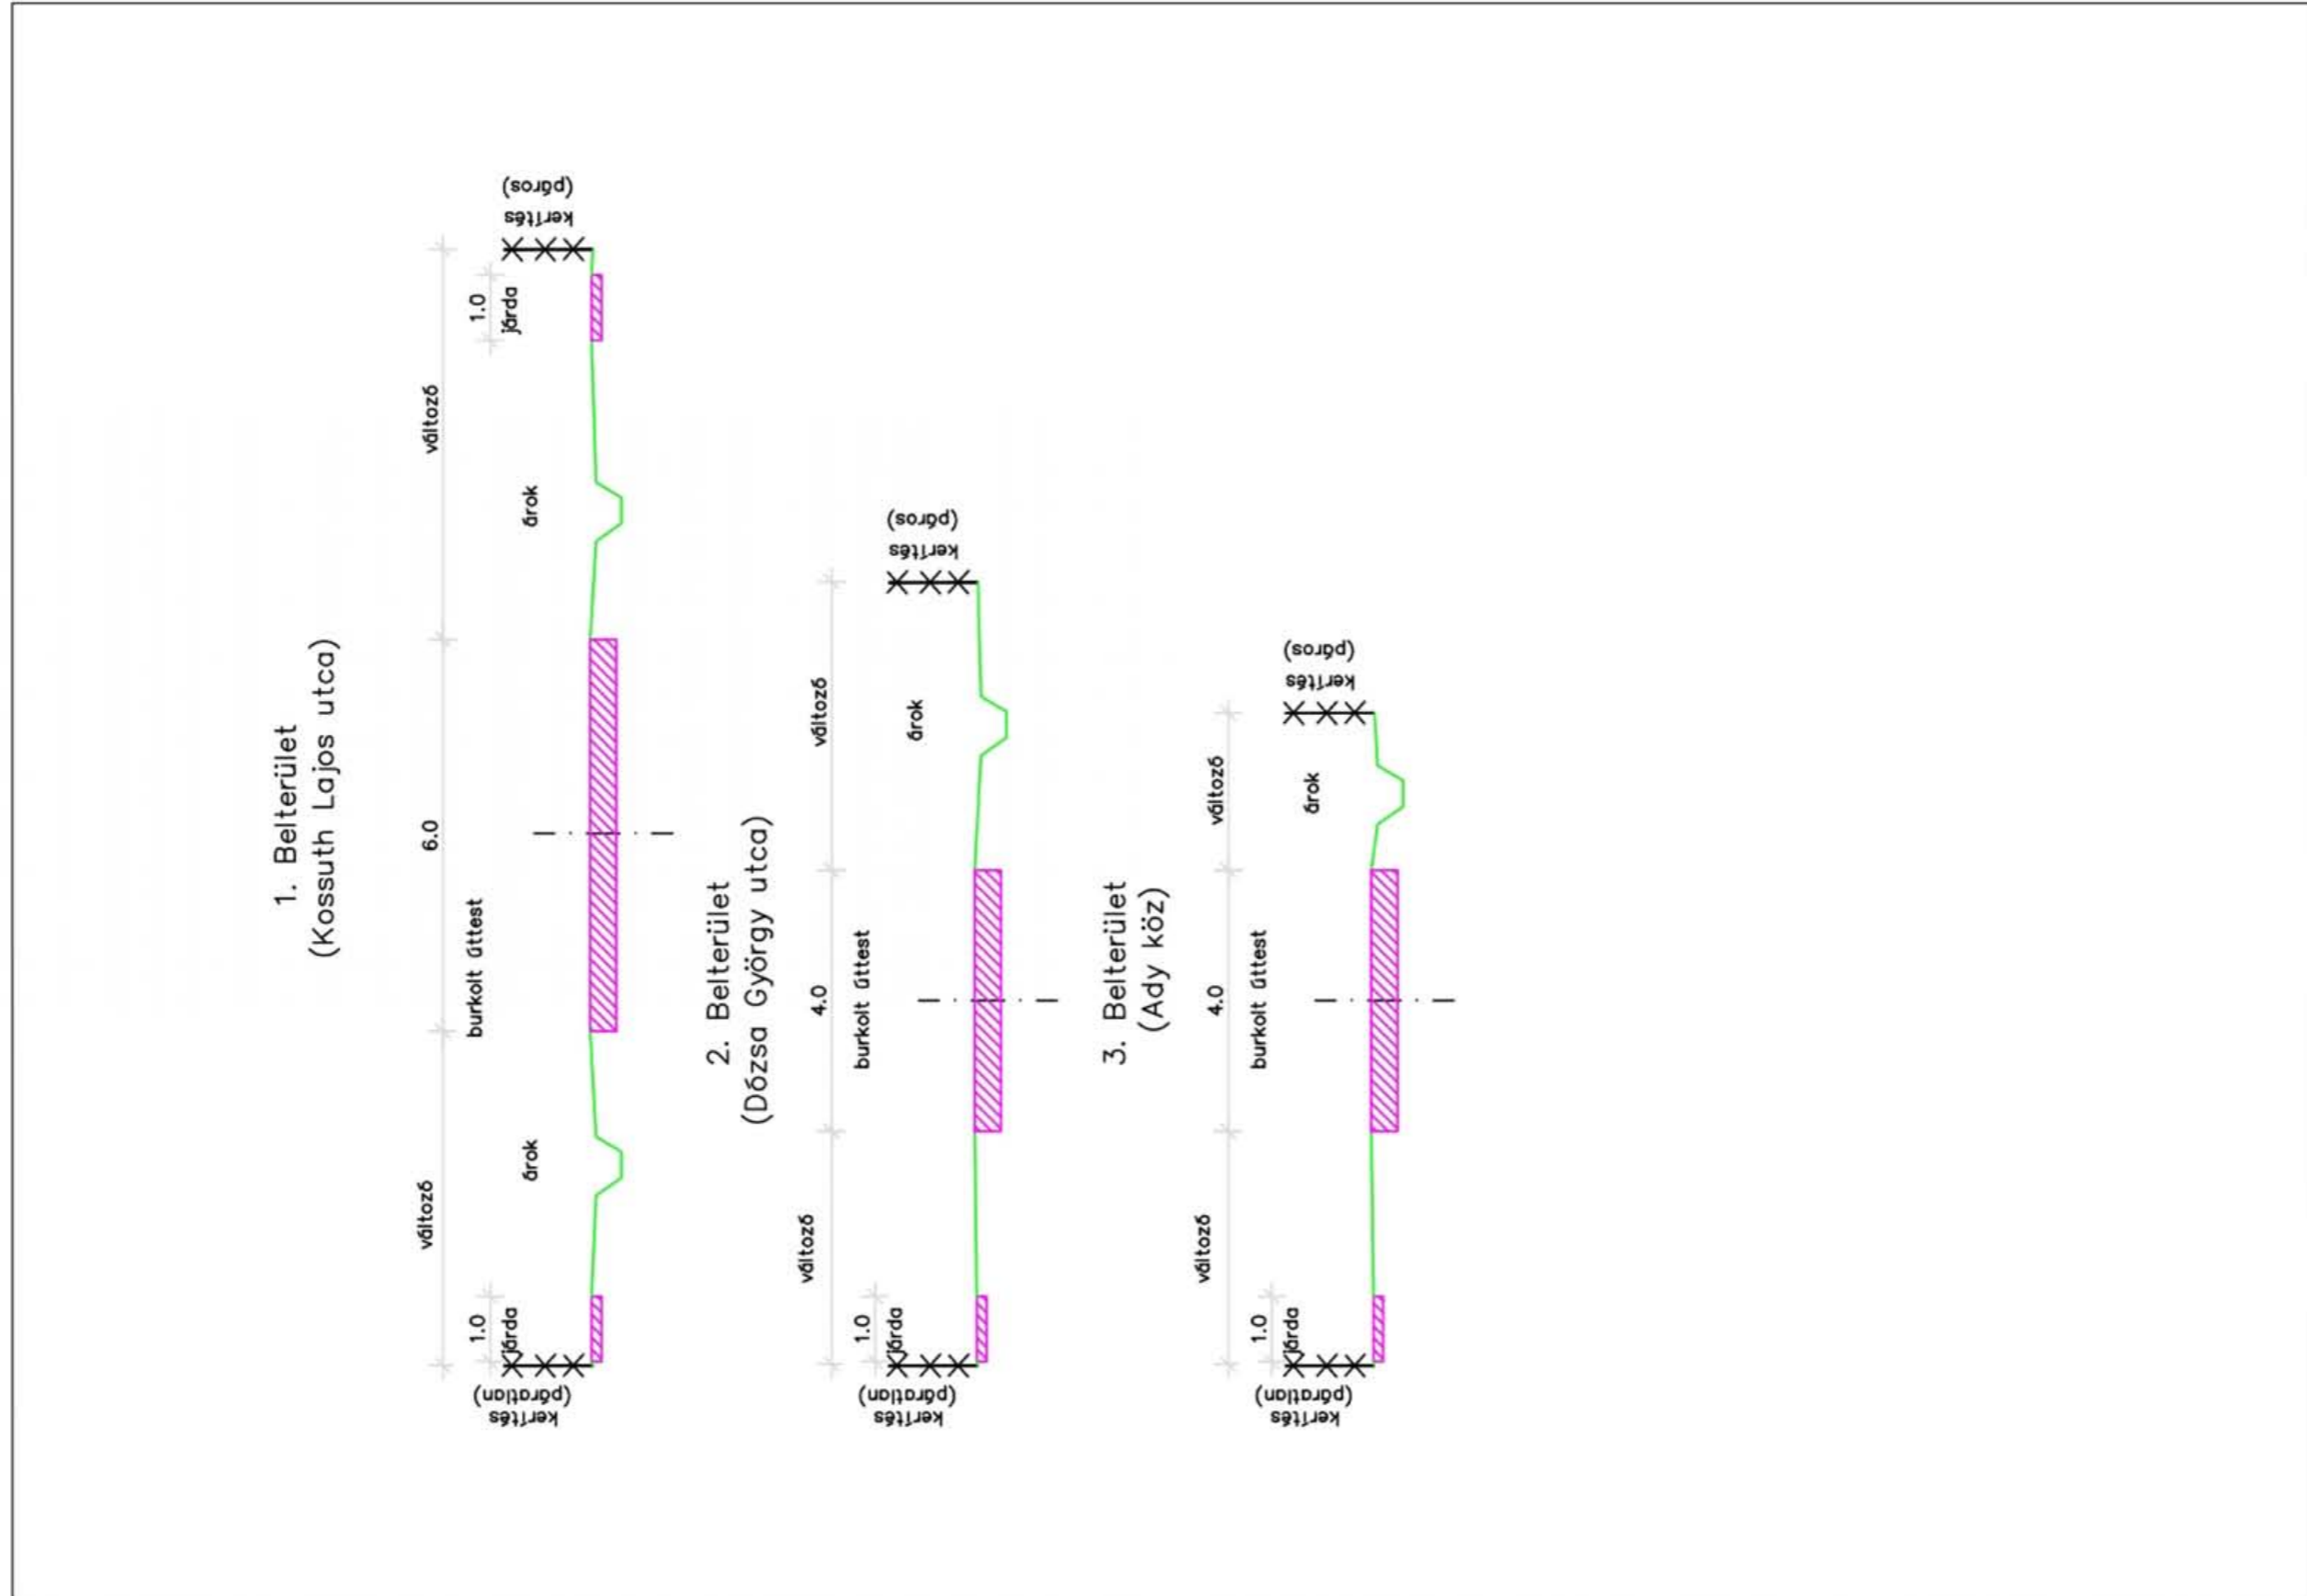 1. Belterület
(Kossuth Lajos utca)
változó
6.0
változó
1.0
járda
árok
burkolt úttest
árok
1.0
járda
kerítés
(páratlan)
kerítés
(páros)
2. Belterület
(Dózsa György utca)
változó
4.0
változó
1.0
járda
burkolt úttest
árok
kerítés
(páratlan)
kerítés
(páros)
3. Belterület
(Ady köz)
változó
4.0
változó
1.0
járda
burkolt úttest
árok
kerítés
(páratlan)
kerítés
(páros)